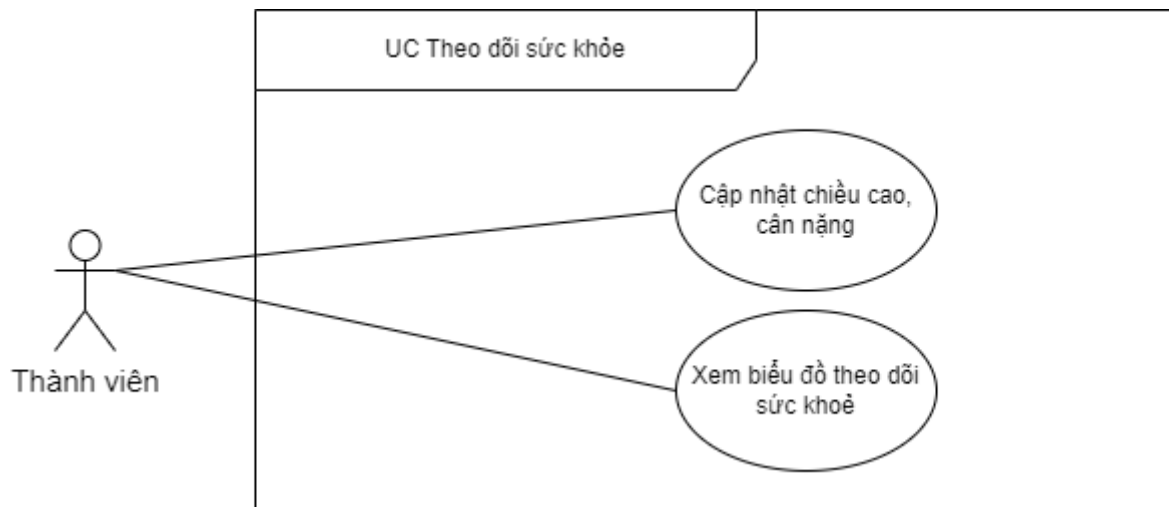 UC Theo dõi sức khỏe
Cập nhật chiều cao,
cân nặng
Thành viên
Xem biểu đồ theo dõi
sức khoẻ